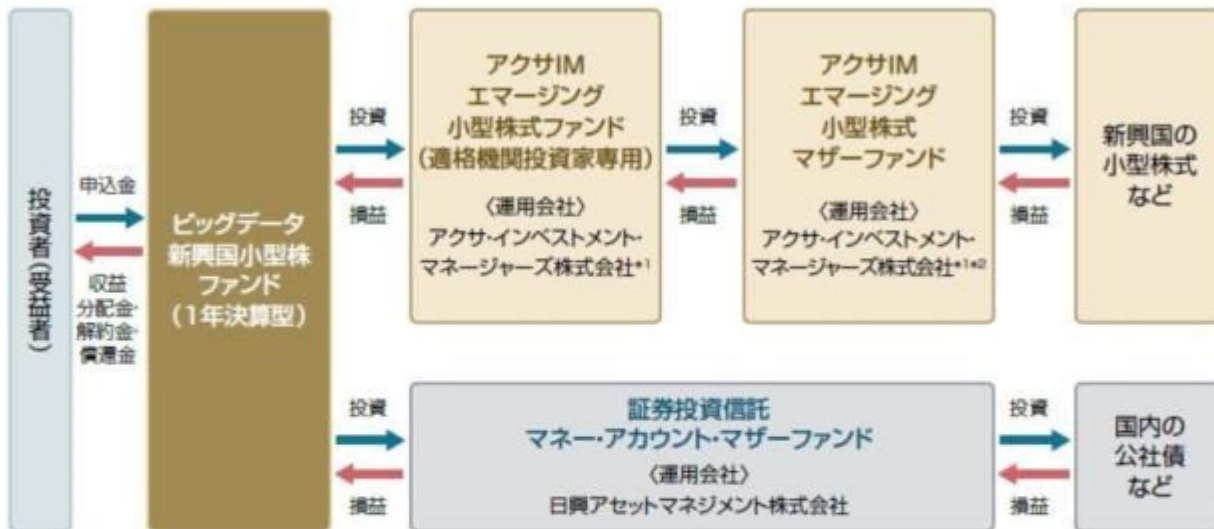 投資者(受益者)
申込金
収益
分配金・
解約金・
償還金
ビッグデータ
新興国小型株
ファンド
(1年決算型)
投資
損益
アクサIM
エマージング
小型株式ファンド
(適格機関投資家専用)
〈運用会社〉
アクサ・インベストメント・
マネージャーズ株式会社*1
投資
損益
アクサIM
エマージング
小型株式
マザーファンド
〈運用会社〉
アクサ・インベストメント・
マネージャーズ株式会社*1*2
投資
損益
新興国の
小型株式
など
投資
損益
証券投資信託
マネー・アカウント・マザーファンド
〈運用会社〉
日興アセットマネジメント株式会社
投資
損益
国内の
公社債
など